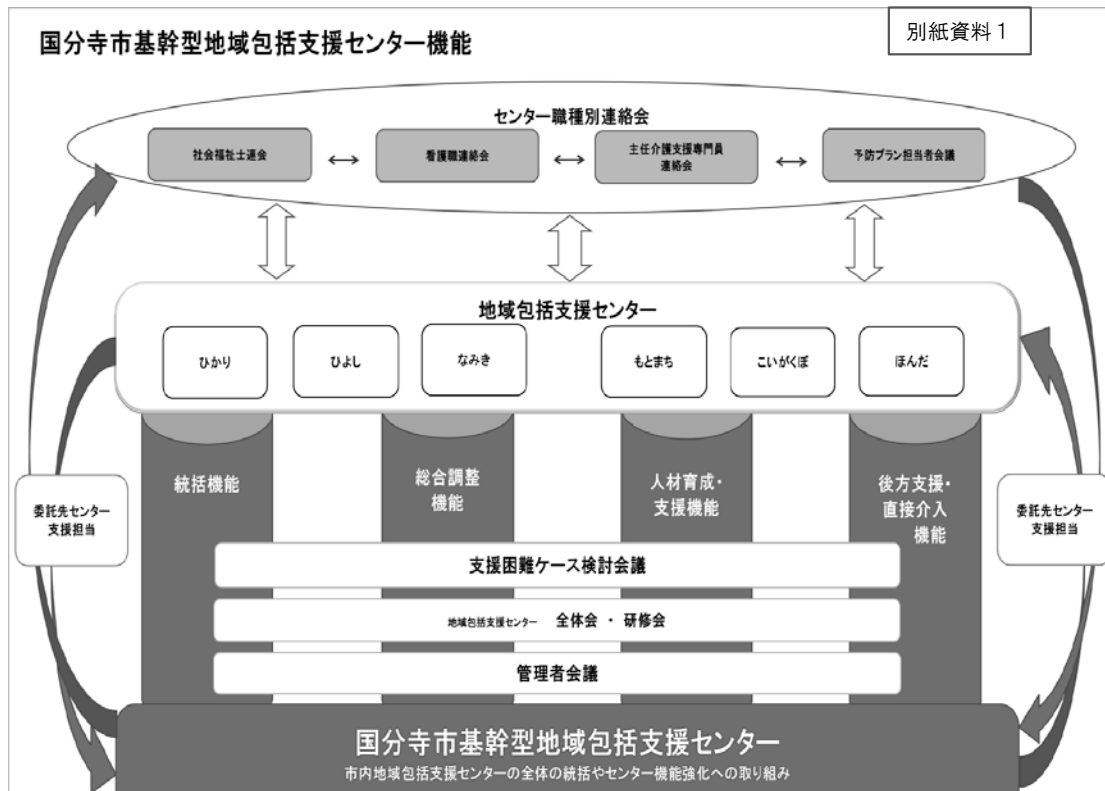 別紙資料１
国分寺市基幹型地域包括支援センター機能
センター職種別連絡会
社会福祉士連会
看護職連絡会
主任介護支援専門員
連絡会
予防プラン担当者会議
地域包括支援センター
ひかり
ひよし
なみき
もとまち
こいがくぼ
ほんだ
統括機能
総合調整
機能
人材育成・
支援機能
後方支援・
直接介入
機能
委託先センター
支援担当
委託先センター
支援担当
支援困難ケース検討会議
地域包括支援センター 全体会 ・ 研修会
管理者会議
国分寺市基幹型地域包括支援センター
市内地域包括支援センターの全体の統括やセンター機能強化への取り組み